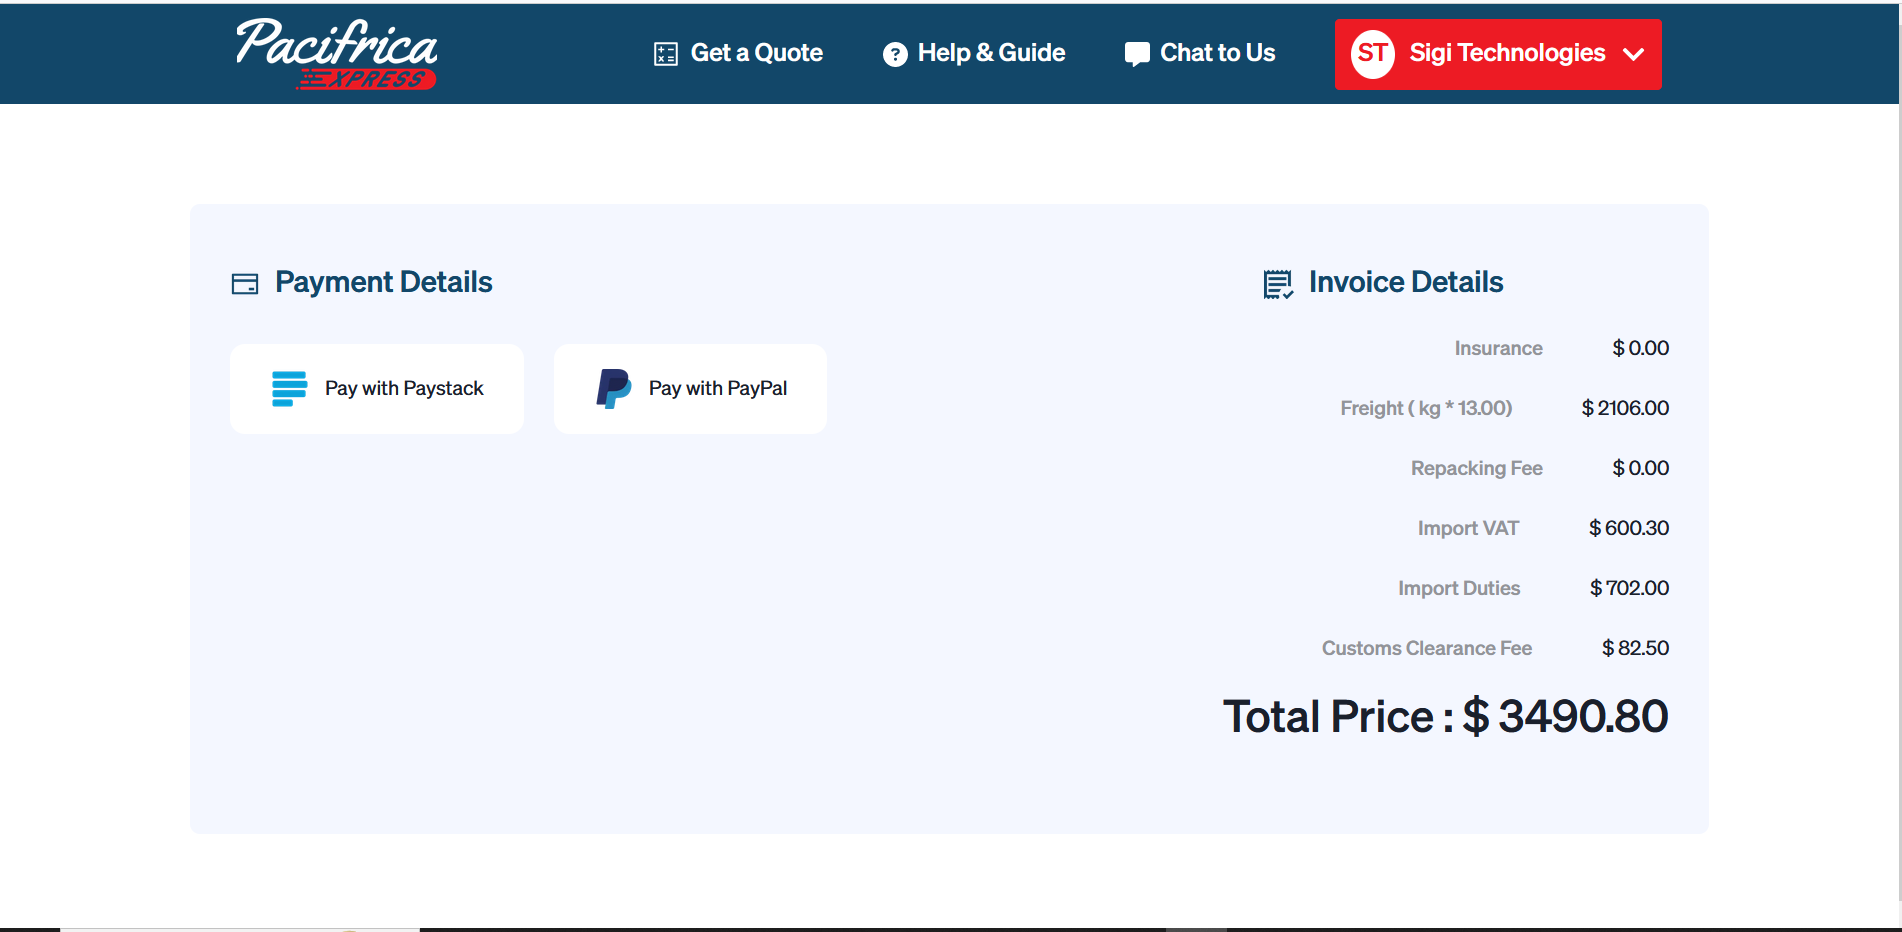 Pacifrica
XPRESS
Get a Quote
Help & Guide
Chat to Us
ST Sigi Technologies
Payment Details
Pay with Paystack
Pay with PayPal
Invoice Details
Insurance $ 0.00
Freight ( kg * 13.00) $ 2106.00
Repacking Fee $ 0.00
Import VAT $ 600.30
Import Duties $ 702.00
Customs Clearance Fee $ 82.50
Total Price : $ 3490.80